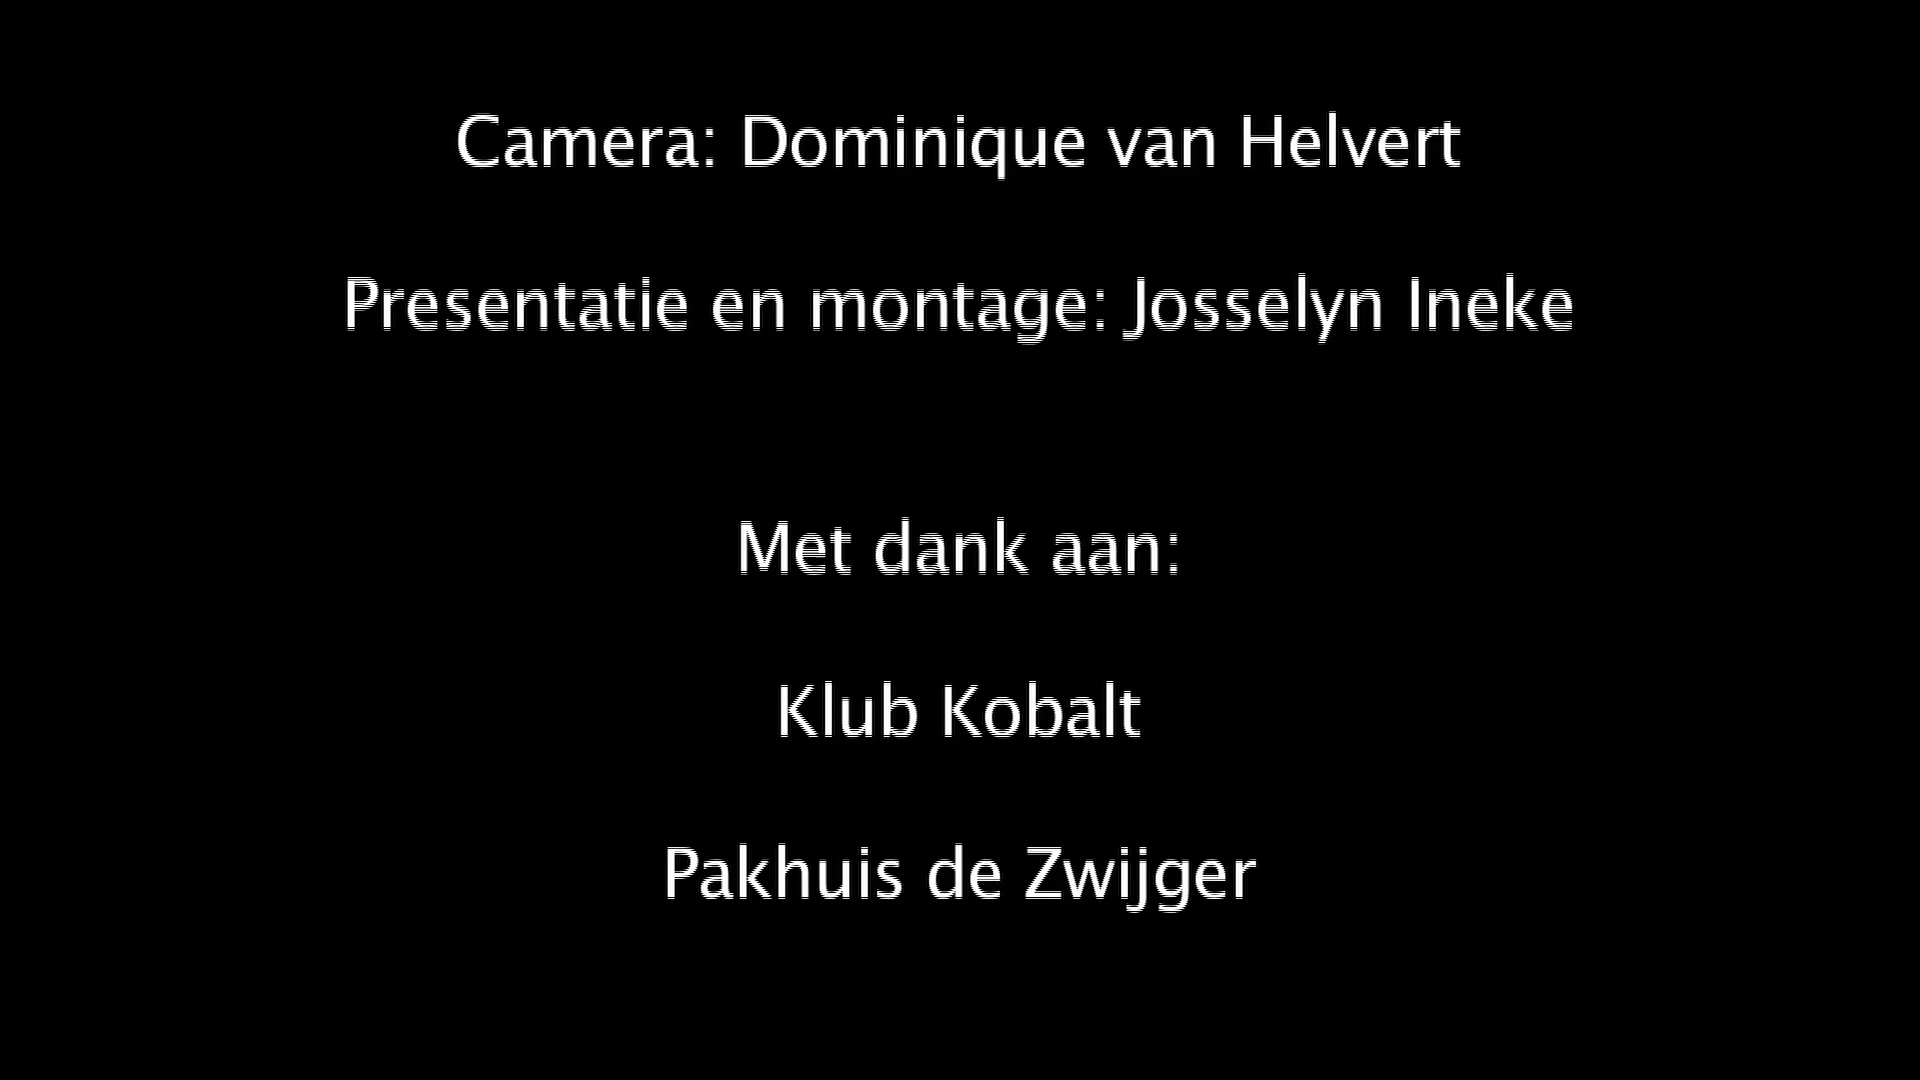 Camera: Dominique van Helvert
Presentatie en montage: Josselyn Ineke
Met dank aan:
Klub Kobalt
Pakhuis de Zwijger